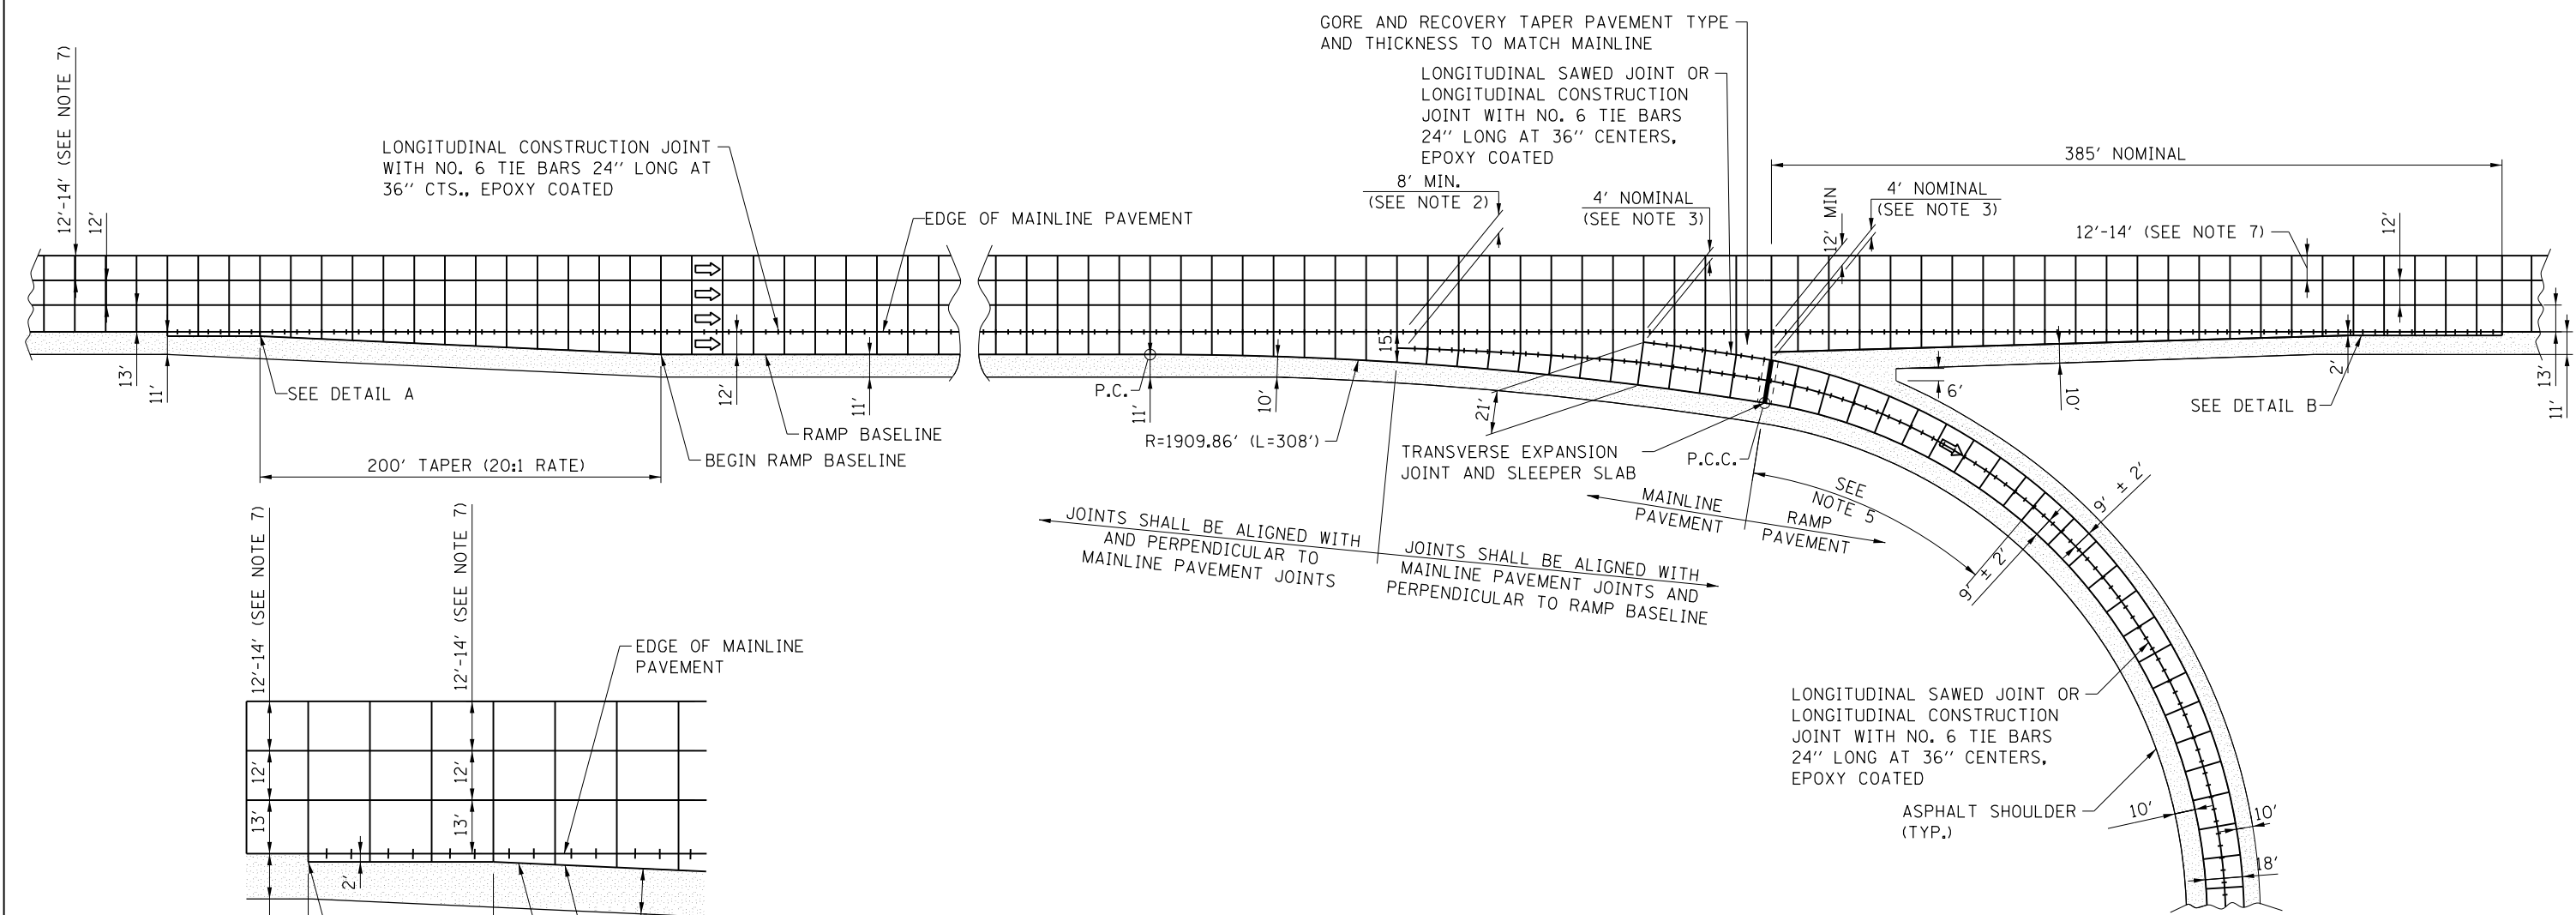 GORE AND RECOVERY TAPER PAVEMENT TYPE
AND THICKNESS TO MATCH MAINLINE
LONGITUDINAL SAWED JOINT OR
LONGITUDINAL CONSTRUCTION
JOINT WITH NO. 6 TIE BARS
24" LONG AT 36" CENTERS,
EPOXY COATED
12'-14' (SEE NOTE 7)
12'
LONGITUDINAL CONSTRUCTION JOINT
WITH NO. 6 TIE BARS 24" LONG AT
36" CTS., EPOXY COATED
EDGE OF MAINLINE PAVEMENT
8' MIN.
(SEE NOTE 2)
4' NOMINAL
(SEE NOTE 3)
12' MIN
4' NOMINAL
(SEE NOTE 3)
385' NOMINAL
12'-14' (SEE NOTE 7)
12'
13'
11'
SEE DETAIL A
200' TAPER (20:1 RATE)
12'
RAMP BASELINE
BEGIN RAMP BASELINE
11'
P.C.
11'
10'
15'
R=1909.86' (L=308')
21'
TRANSVERSE EXPANSION
JOINT AND SLEEPER SLAB
P.C.C.
6'
10'
2'
13'
11'
SEE DETAIL B
MAINLINE
PAVEMENT
RAMP
PAVEMENT
SEE
NOTE 5
9' ± 2'
9' ± 2'
JOINTS SHALL BE ALIGNED WITH
AND PERPENDICULAR TO
MAINLINE PAVEMENT JOINTS
JOINTS SHALL BE ALIGNED WITH
MAINLINE PAVEMENT JOINTS AND
PERPENDICULAR TO RAMP BASELINE
12'-14' (SEE NOTE 7)
12'-14' (SEE NOTE 7)
EDGE OF MAINLINE
PAVEMENT
12'
12'
13'
13'
2'
LONGITUDINAL SAWED JOINT OR
LONGITUDINAL CONSTRUCTION
JOINT WITH NO. 6 TIE BARS
24" LONG AT 36" CENTERS,
EPOXY COATED
ASPHALT SHOULDER
(TYP.)
10'
10'
18'